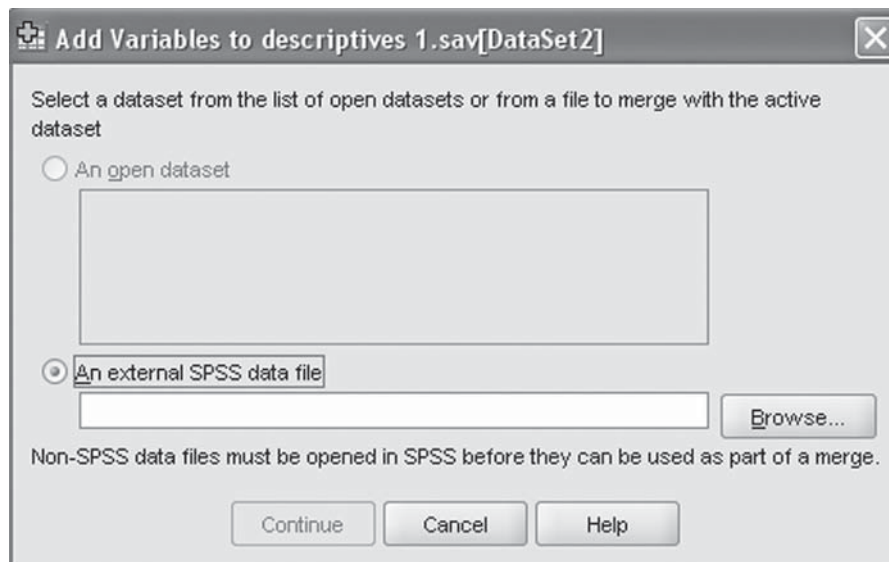 Add Variables to descriptives 1.sav[DataSet2]
Select a dataset from the list of open datasets or from a file to merge with the active
dataset
An open dataset
An external SPSS data file
Browse...
Non-SPSS data files must be opened in SPSS before they can be used as part of a merge.
Continue Cancel Help